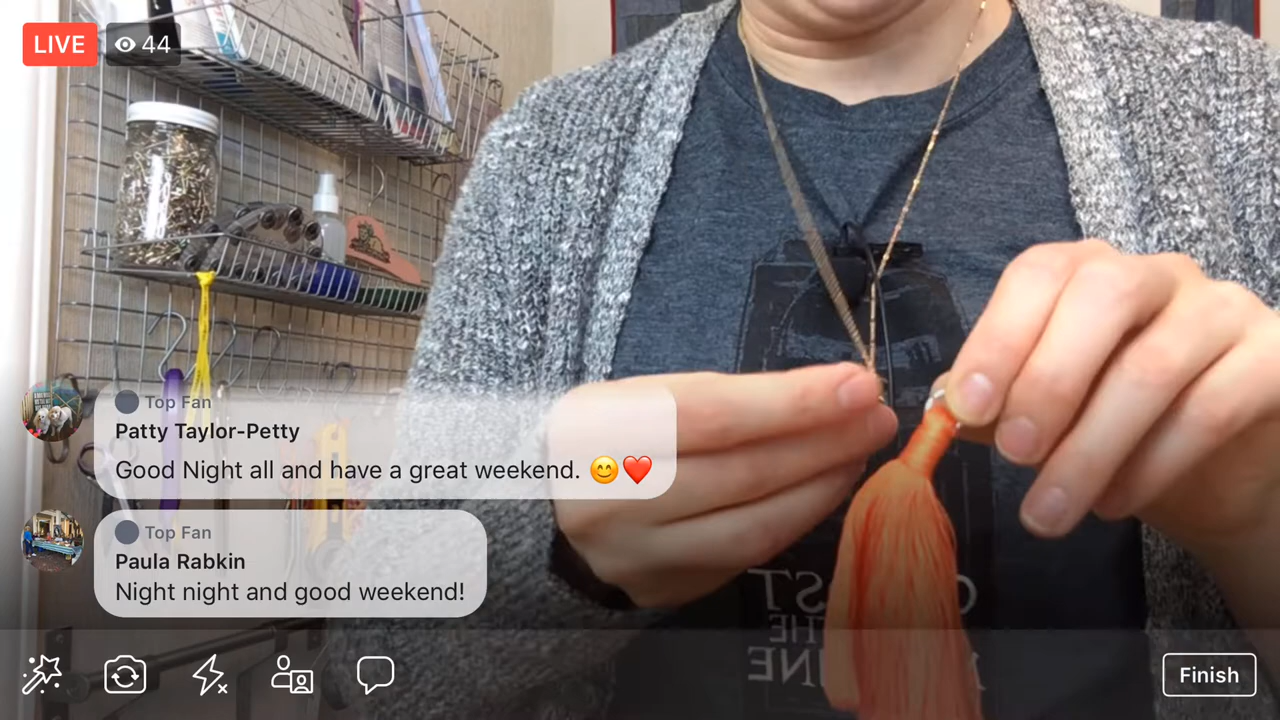 LIVE
44
Top Fan
Patty Taylor-Petty
Good Night all and have a great weekend. 😊❤️
Top Fan
Paula Rabkin
Night night and good weekend!
Finish